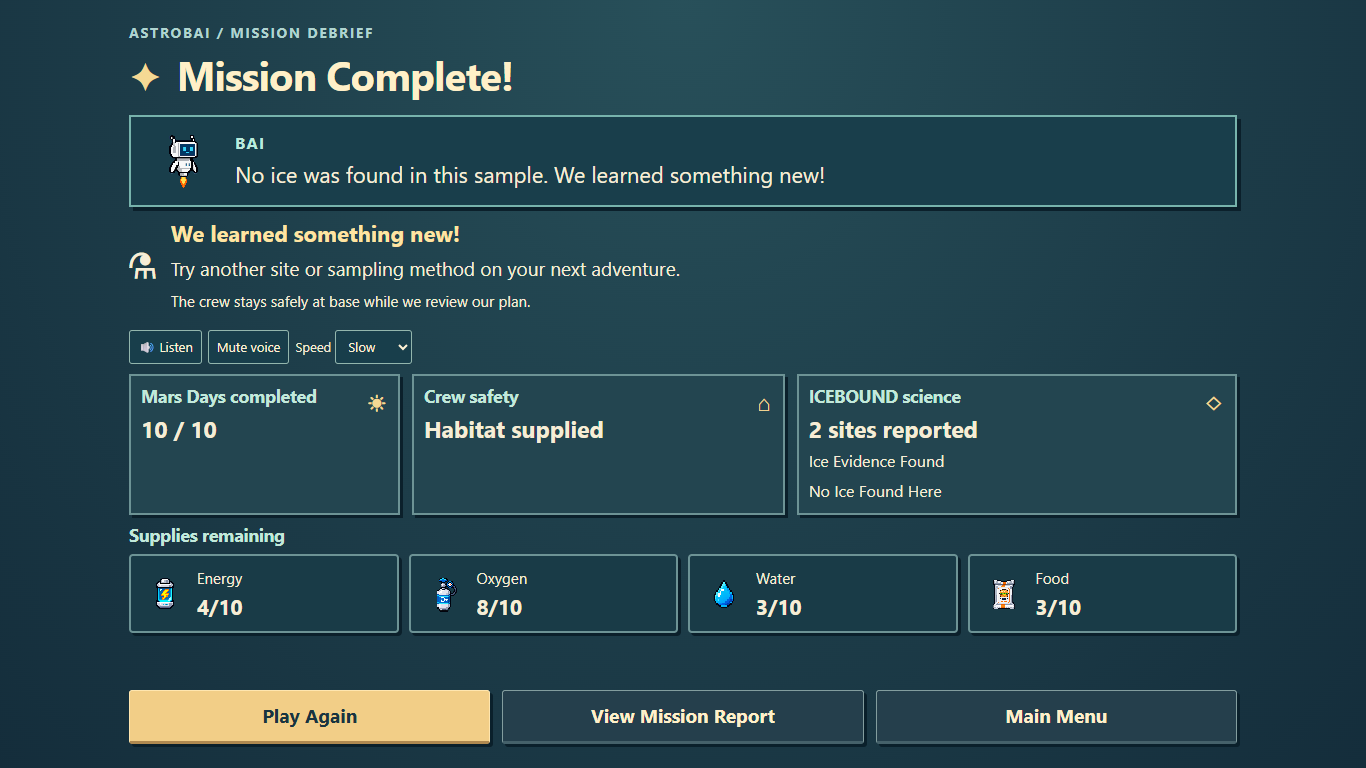 ASTROBAI / MISSION DEBRIEF
Mission Complete!
BAI
No ice was found in this sample. We learned something new!
We learned something new!
Try another site or sampling method on your next adventure.
The crew stays safely at base while we review our plan.
Listen
Mute voice
Speed
Slow
Mars Days completed
10 / 10
Crew safety
Habitat supplied
ICEBOUND science
2 sites reported
Ice Evidence Found
No Ice Found Here
Supplies remaining
Energy
4/10
Oxygen
8/10
Water
3/10
Food
3/10
Play Again
View Mission Report
Main Menu